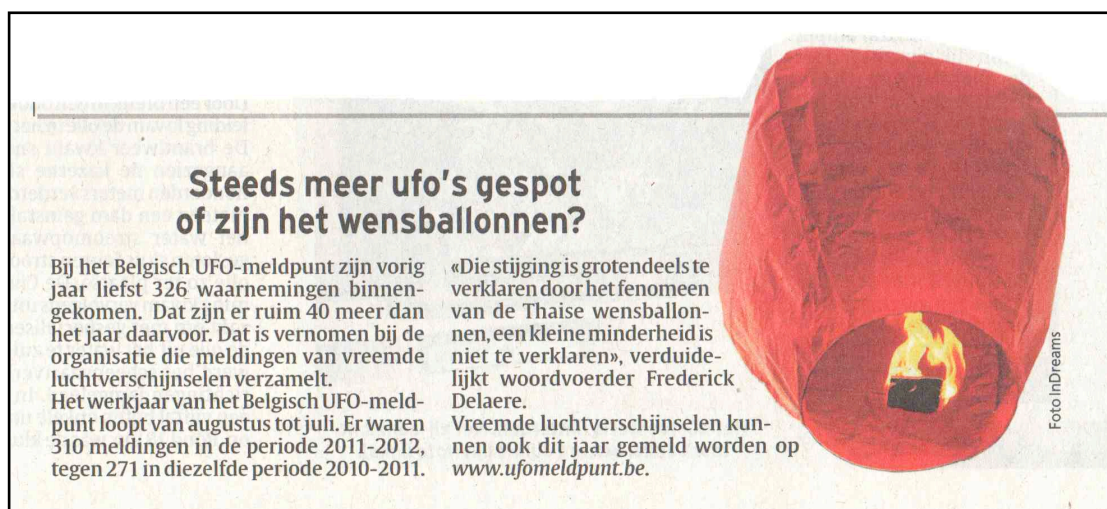 Steeds meer ufo's gespot
of zijn het wensballonnen?
Bij het Belgisch UFO-meldpunt zijn vorig
jaar liefst 326 waarnemingen binnen-
gekomen. Dat zijn er ruim 40 meer dan
het jaar daarvoor. Dat is vernomen bij de
organisatie die meldingen van vreemde
luchtverschijnselen verzamelt.
Het werkjaar van het Belgisch UFO-meld-
punt loopt van augustus tot juli. Er waren
310 meldingen in de periode 2011-2012,
tegen 271 in diezelfde periode 2010-2011.
«Die stijging is grotendeels te
verklaren door het fenomeen
van de Thaise wensballon-
nen, een kleine minderheid is
niet te verklaren», verduide-
lijkt woordvoerder Frederick
Delaere.
Vreemde luchtverschijnselen kun-
nen ook dit jaar gemeld worden op
www.ufomeldpunt.be.
Foto InDreams